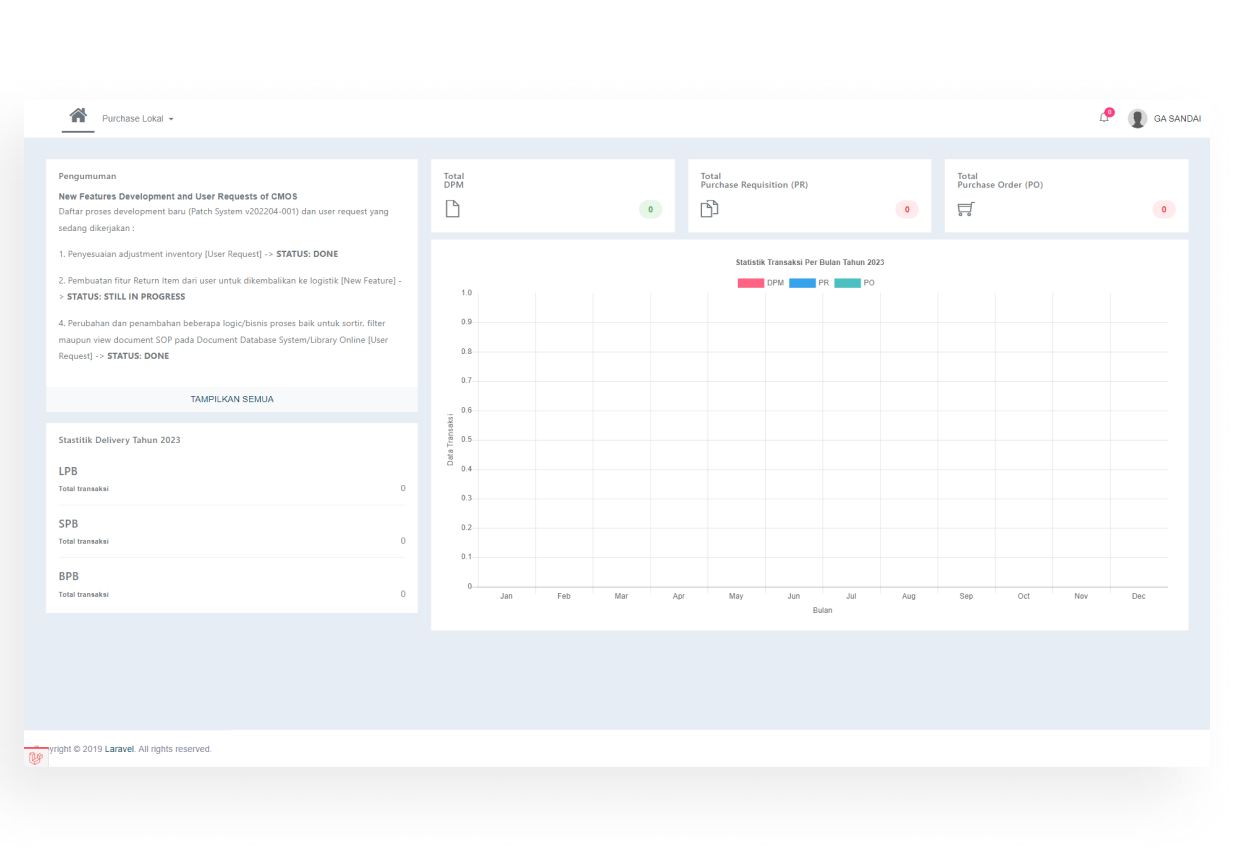 Purchase Lokal
0
GA SANDAI
Pengumuman
New Features Development and User Requests of CMOS
Daftar proses development baru (Patch System v202204-001) dan user request yang
sedang dikerjakan :
1. Penyesuaian adjustment inventory [User Request] -> STATUS: DONE
2. Pembuatan fitur Return Item dari user untuk dikembalikan ke logistik [New Feature] -
> STATUS: STILL IN PROGRESS
4. Perubahan dan penambahan beberapa logic/bisnis proses baik untuk sortir, filter
maupun view document SOP pada Document Database System/Library Online [User
Request] -> STATUS: DONE
TAMPILKAN SEMUA
Stastitik Delivery Tahun 2023
LPB
Total transaksi 0
SPB
Total transaksi 0
BPB
Total transaksi 0
Total
DPM
0
Total
Purchase Requisition (PR)
0
Total
Purchase Order (PO)
0
Statistik Transaksi Per Bulan Tahun 2023
DPM PR PO
Data Transaksi
1.0
0.9
0.8
0.7
0.6
0.5
0.4
0.3
0.2
0.1
0
Jan Feb Mar Apr May Jun Jul Aug Sep Oct Nov Dec
Bulan
yright © 2019 Laravel. All rights reserved.